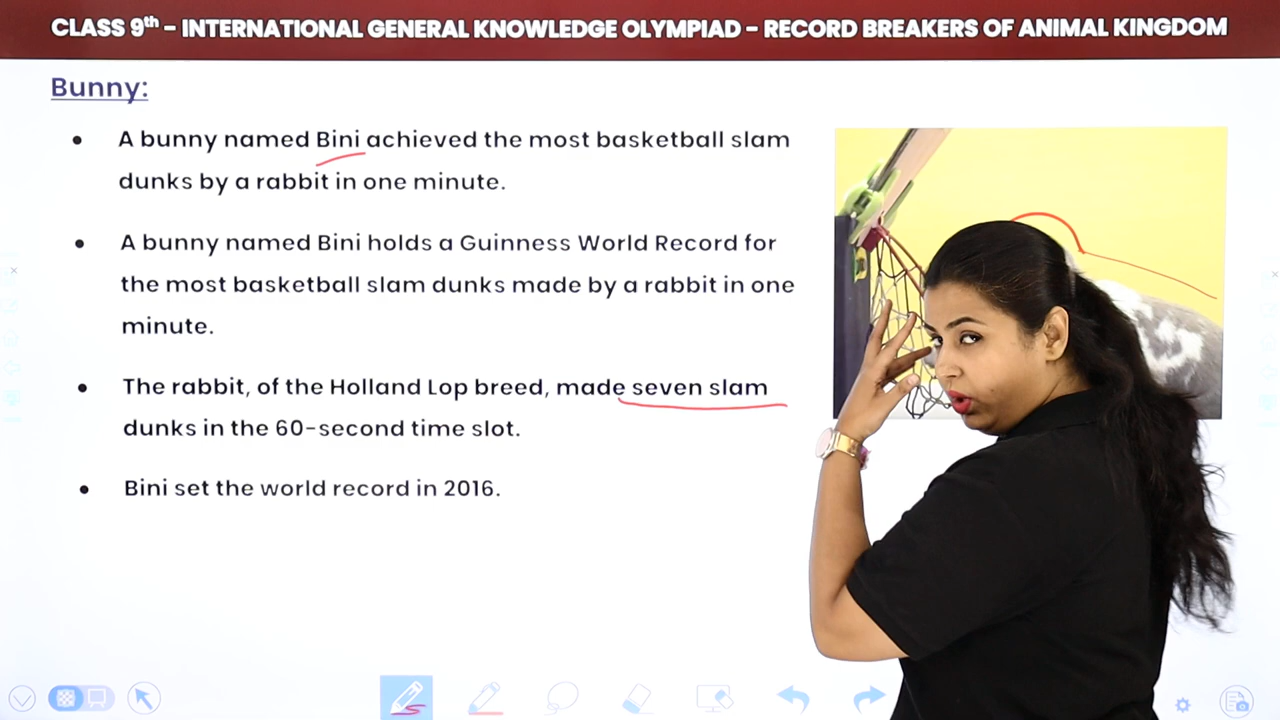 CLASS 9th - INTERNATIONAL GENERAL KNOWLEDGE OLYMPIAD - RECORD BREAKERS OF ANIMAL KINGDOM
Bunny:
• A bunny named Bini achieved the most basketball slam
dunks by a rabbit in one minute.
• A bunny named Bini holds a Guinness World Record for
the most basketball slam dunks made by a rabbit in one
minute.
• The rabbit, of the Holland Lop breed, made seven slam
dunks in the 60-second time slot.
• Bini set the world record in 2016.